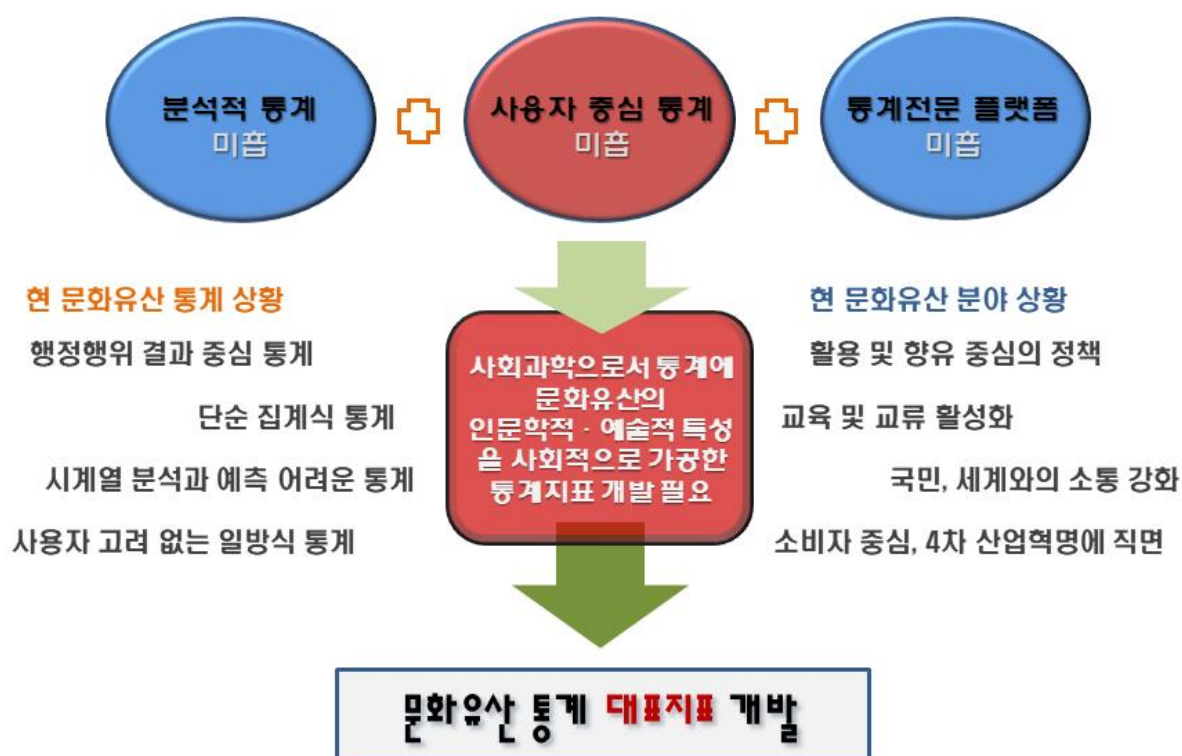 분석적 통계
미흡
사용자 중심 통계
미흡
통계전문 플랫폼
미흡
현 문화유산 통계 상황
행정행위 결과 중심 통계
단순 집계식 통계
시계열 분석과 예측 어려운 통계
사용자 고려 없는 일방식 통계
사회과학으로서 통계에
문화유산의
인문학적 - 예술적 특성
을 사회적으로 가공한
통계지표 개발 필요
현 문화유산 분야 상황
활용 및 향유 중심의 정책
교육 및 교류 활성화
국민, 세계와의 소통 강화
소비자 중심, 4차 산업혁명에 직면
문화유산 통계 대표지표 개발